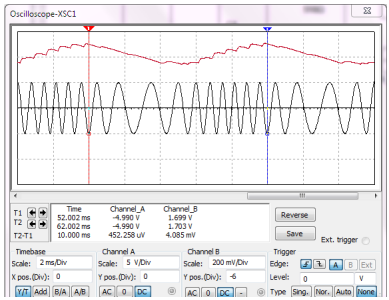 Oscilloscope-XSC1
1
2
Time Channel_A Channel_B
T1 52.002 ms -4.990 V 1.699 V
T2 62.002 ms -4.990 V 1.703 V
T2-T1 10.000 ms 452.258 uV 4.085 mV
Reverse
Save
Ext. trigger
Timebase
Scale: 2 ms/Div
X pos.(Div): 0
Y/T Add B/A A/B
Channel A
Scale: 5 V/Div
Y pos.(Div): 0
AC 0 DC
Channel B
Scale: 200 mV/Div
Y pos.(Div): -6
AC 0 DC -
Trigger
Edge: A B Ext
Level: 0 V
Type Sing. Nor. Auto None